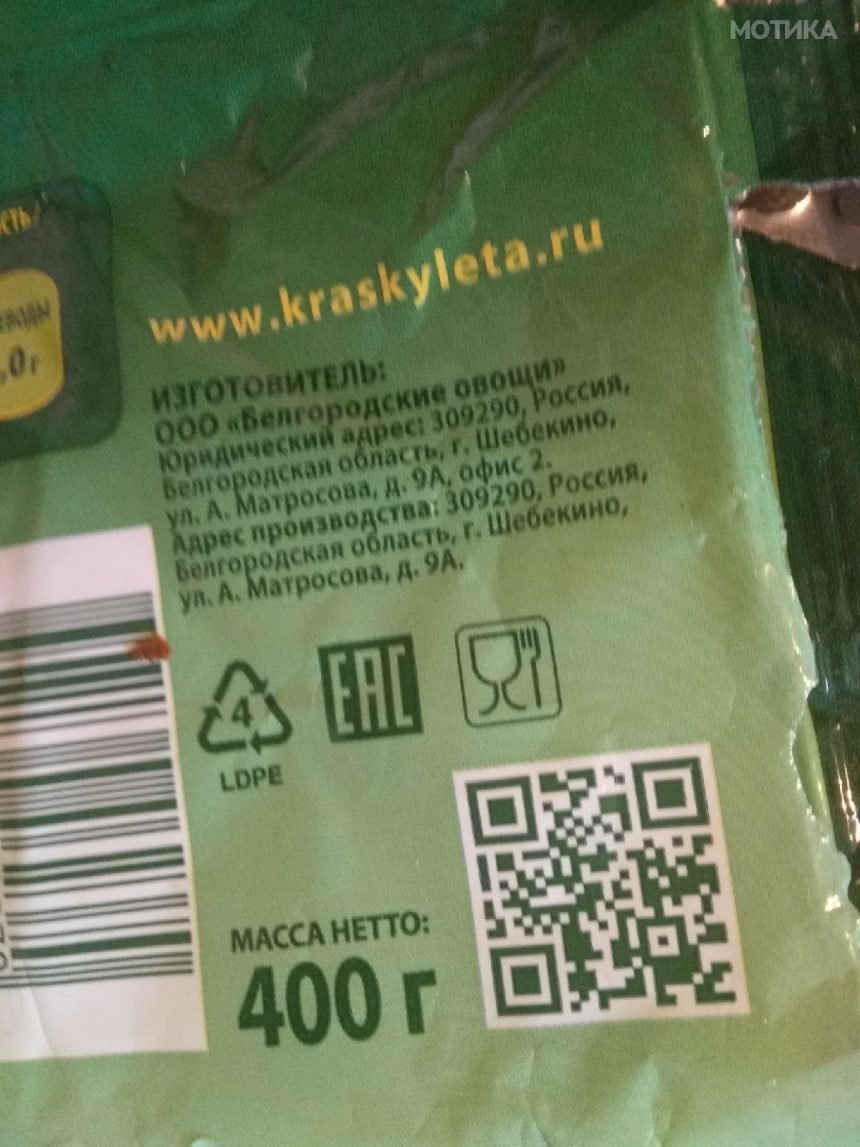 МОТИКА
www.kraskyleta.ru
ИЗГОТОВИТЕЛЬ:
ООО «Белгородские овощи»
Юридический адрес: 309290, Россия,
Белгородская область, г. Шебекино,
ул. А. Матросова, д. 9А, офис 2.
Адрес производства: 309290, Россия,
Белгородская область, г. Шебекино,
ул. А. Матросова, д. 9А.
4
LDPE
EAC
МАССА НЕТТО:
400 г